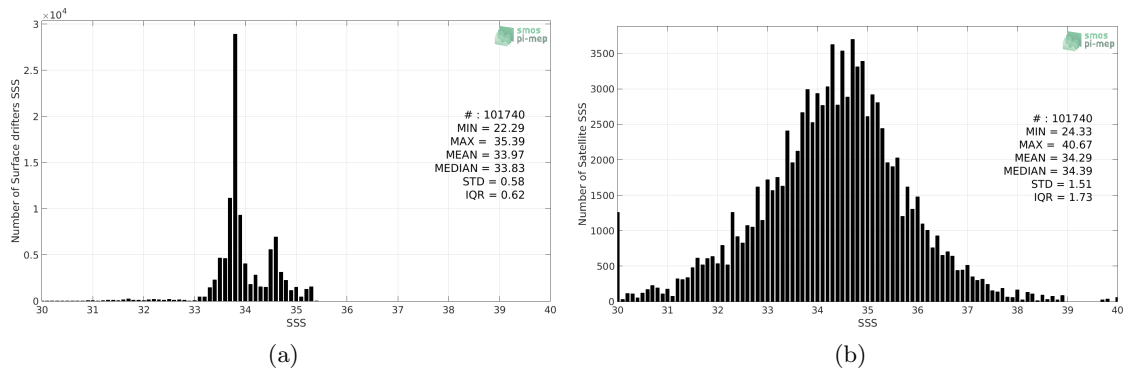 ×10⁴
3
2.5
2
1.5
1
0.5
0
30 31 32 33 34 35 36 37 38 39 40
SSS
Number of Surface drifters SSS
smos
pi-mep
# : 101740
MIN = 22.29
MAX = 35.39
MEAN = 33.97
MEDIAN = 33.83
STD = 0.58
IQR = 0.62
(a)
3500
3000
2500
2000
1500
1000
500
0
30 31 32 33 34 35 36 37 38 39 40
SSS
Number of Satellite SSS
smos
pi-mep
# : 101740
MIN = 24.33
MAX = 40.67
MEAN = 34.29
MEDIAN = 34.39
STD = 1.51
IQR = 1.73
(b)